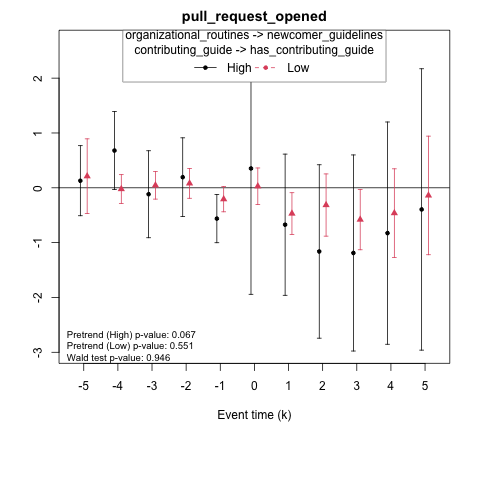 pull_request_opened
organizational_routines -> newcomer_guidelines
contributing_guide -> has_contributing_guide
High Low
2
1
0
-1
-2
-3
Pretrend (High) p-value: 0.067
Pretrend (Low) p-value: 0.551
Wald test p-value: 0.946
-5 -4 -3 -2 -1 0 1 2 3 4 5
Event time (k)